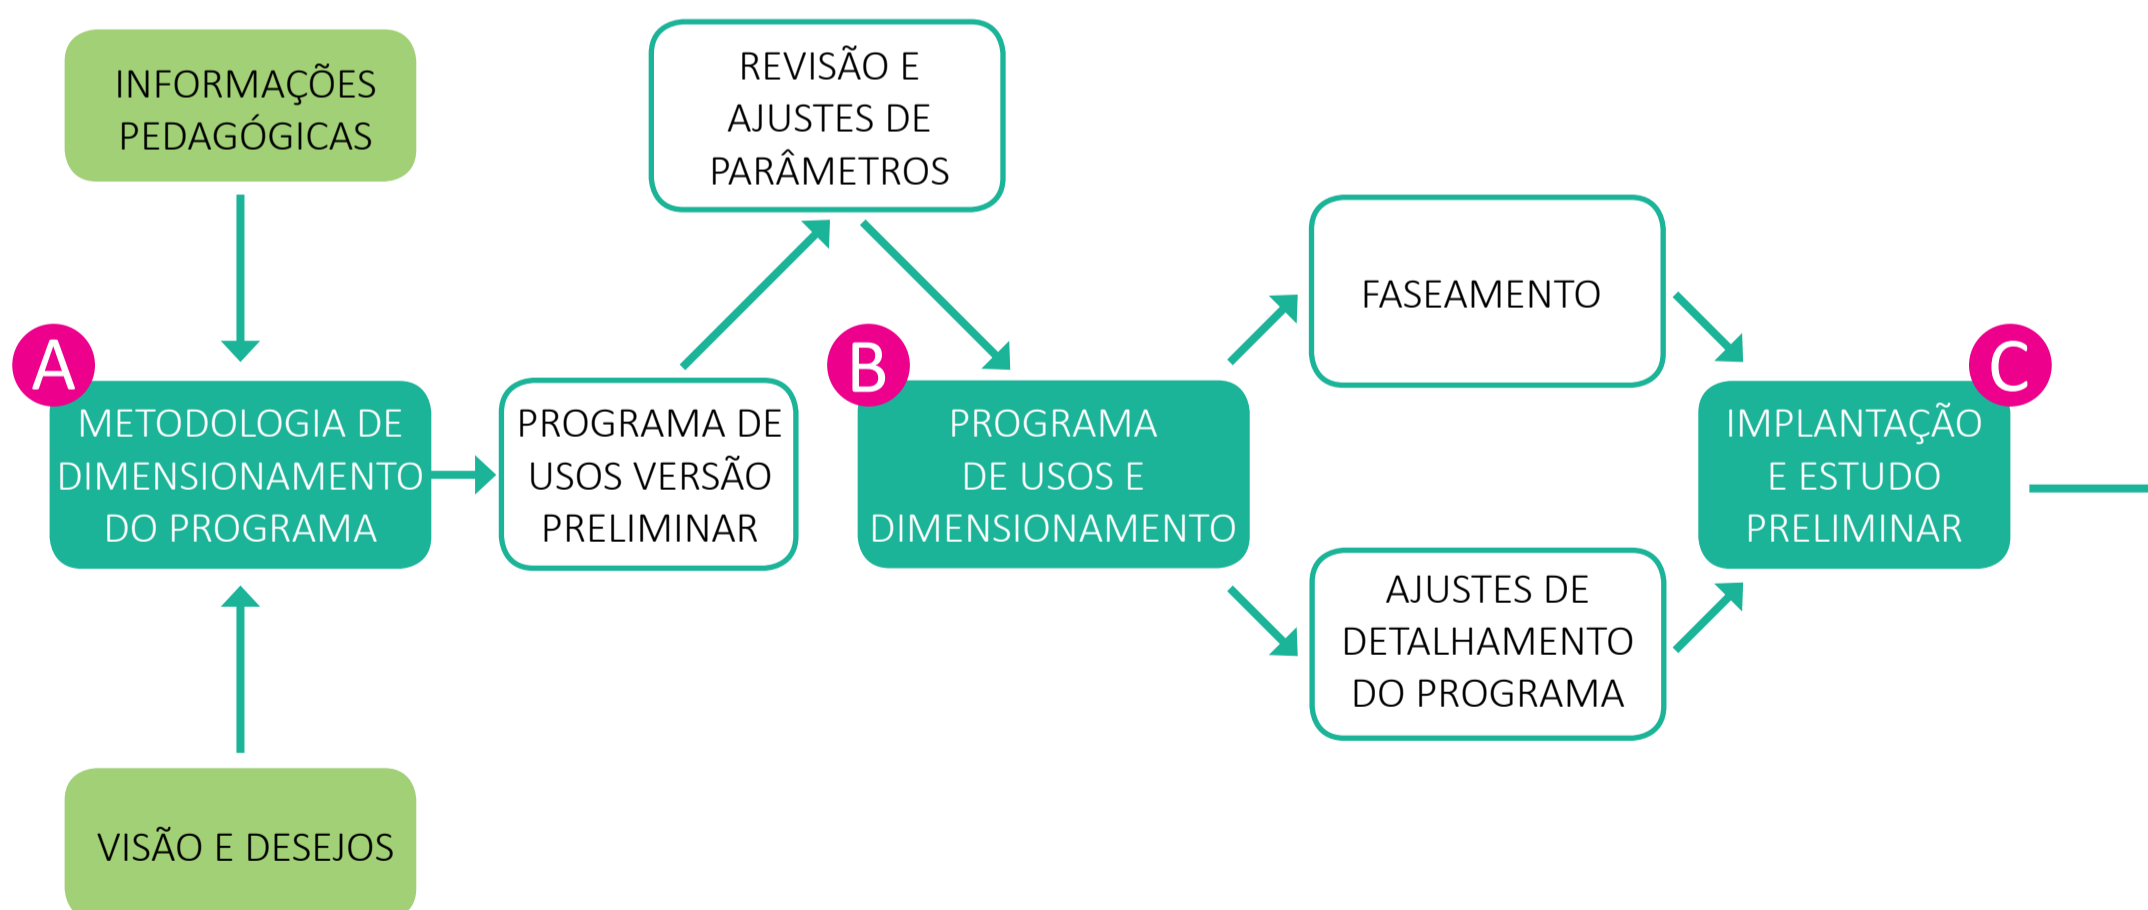 INFORMAÇÕES
PEDAGÓGICAS
REVISÃO E
AJUSTES DE
PARÂMETROS
FASEAMENTO
A
METODOLOGIA DE
DIMENSIONAMENTO
DO PROGRAMA
PROGRAMA DE
USOS VERSÃO
PRELIMINAR
B
PROGRAMA
DE USOS E
DIMENSIONAMENTO
C
IMPLANTAÇÃO
E ESTUDO
PRELIMINAR
AJUSTES DE
DETALHAMENTO
DO PROGRAMA
VISÃO E DESEJOS